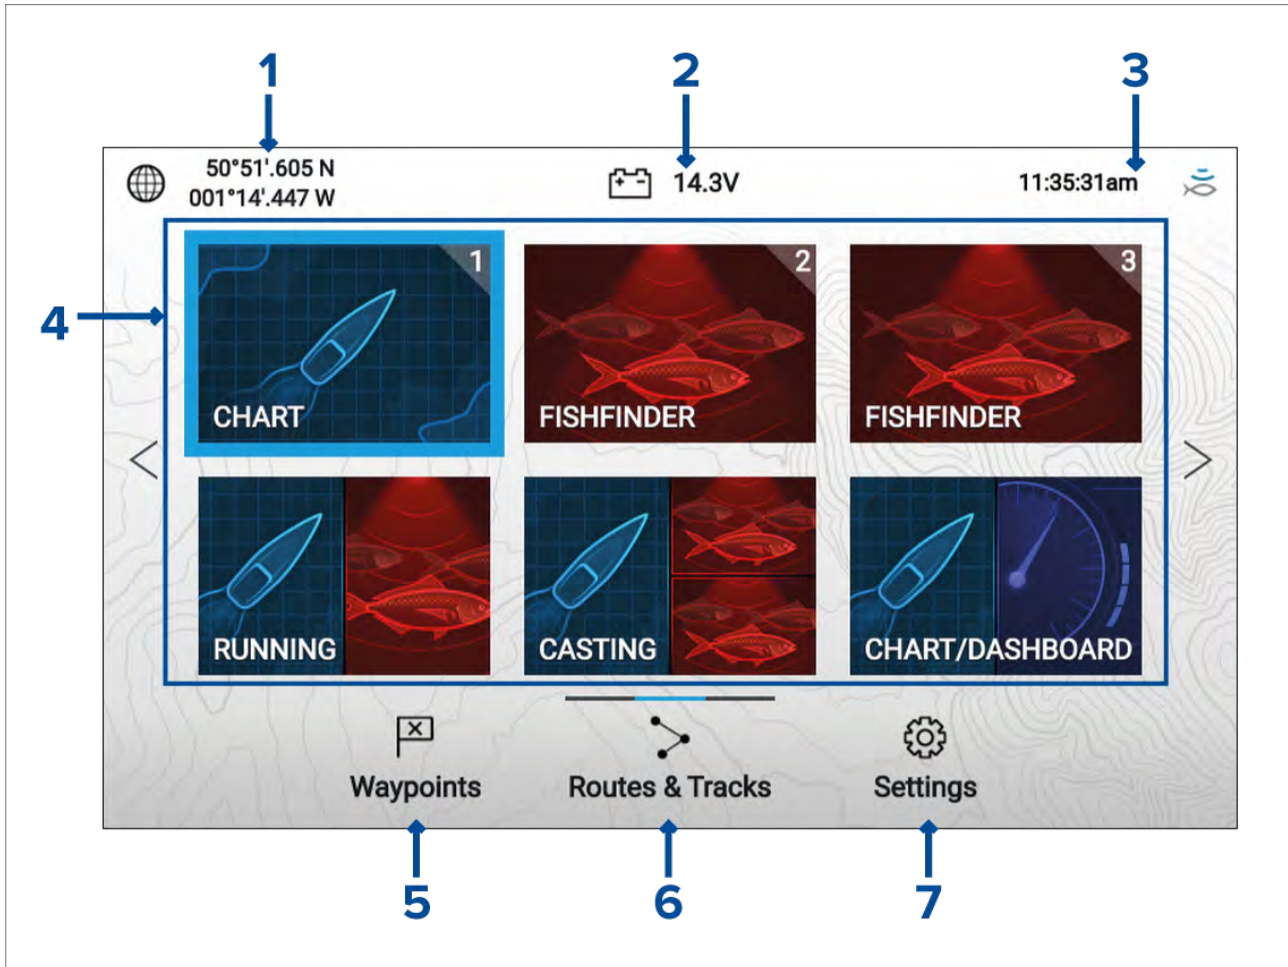 1
2
3
50°51'.605 N
001°14'.447 W
14.3V
11:35:31am
4
1
CHART
2
FISHFINDER
3
FISHFINDER
RUNNING
CASTING
CHART/DASHBOARD
Waypoints
Routes & Tracks
Settings
5
6
7